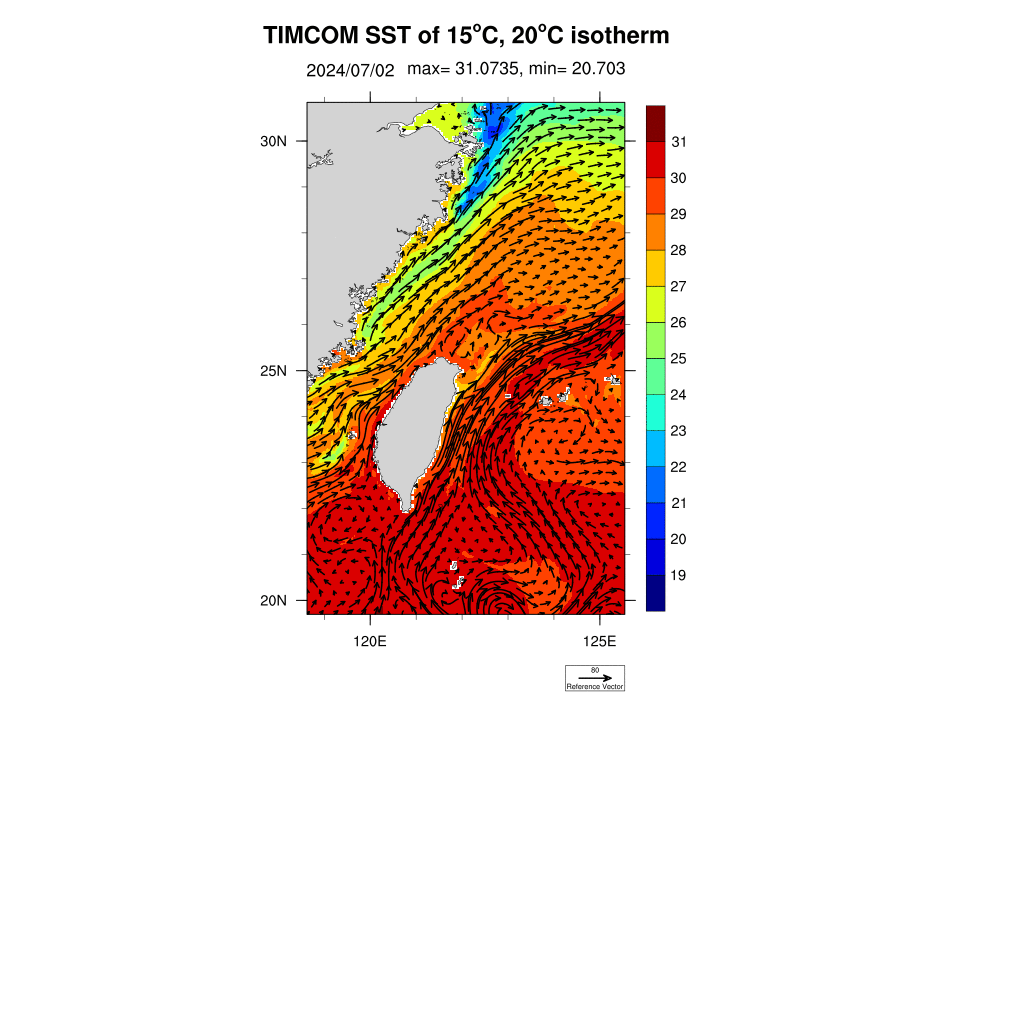 TIMCOM SST of 15°C, 20°C isotherm
2024/07/02 max= 31.0735, min= 20.703
30N
25N
20N
120E
125E
31
30
29
28
27
26
25
24
23
22
21
20
19
80
Reference Vector